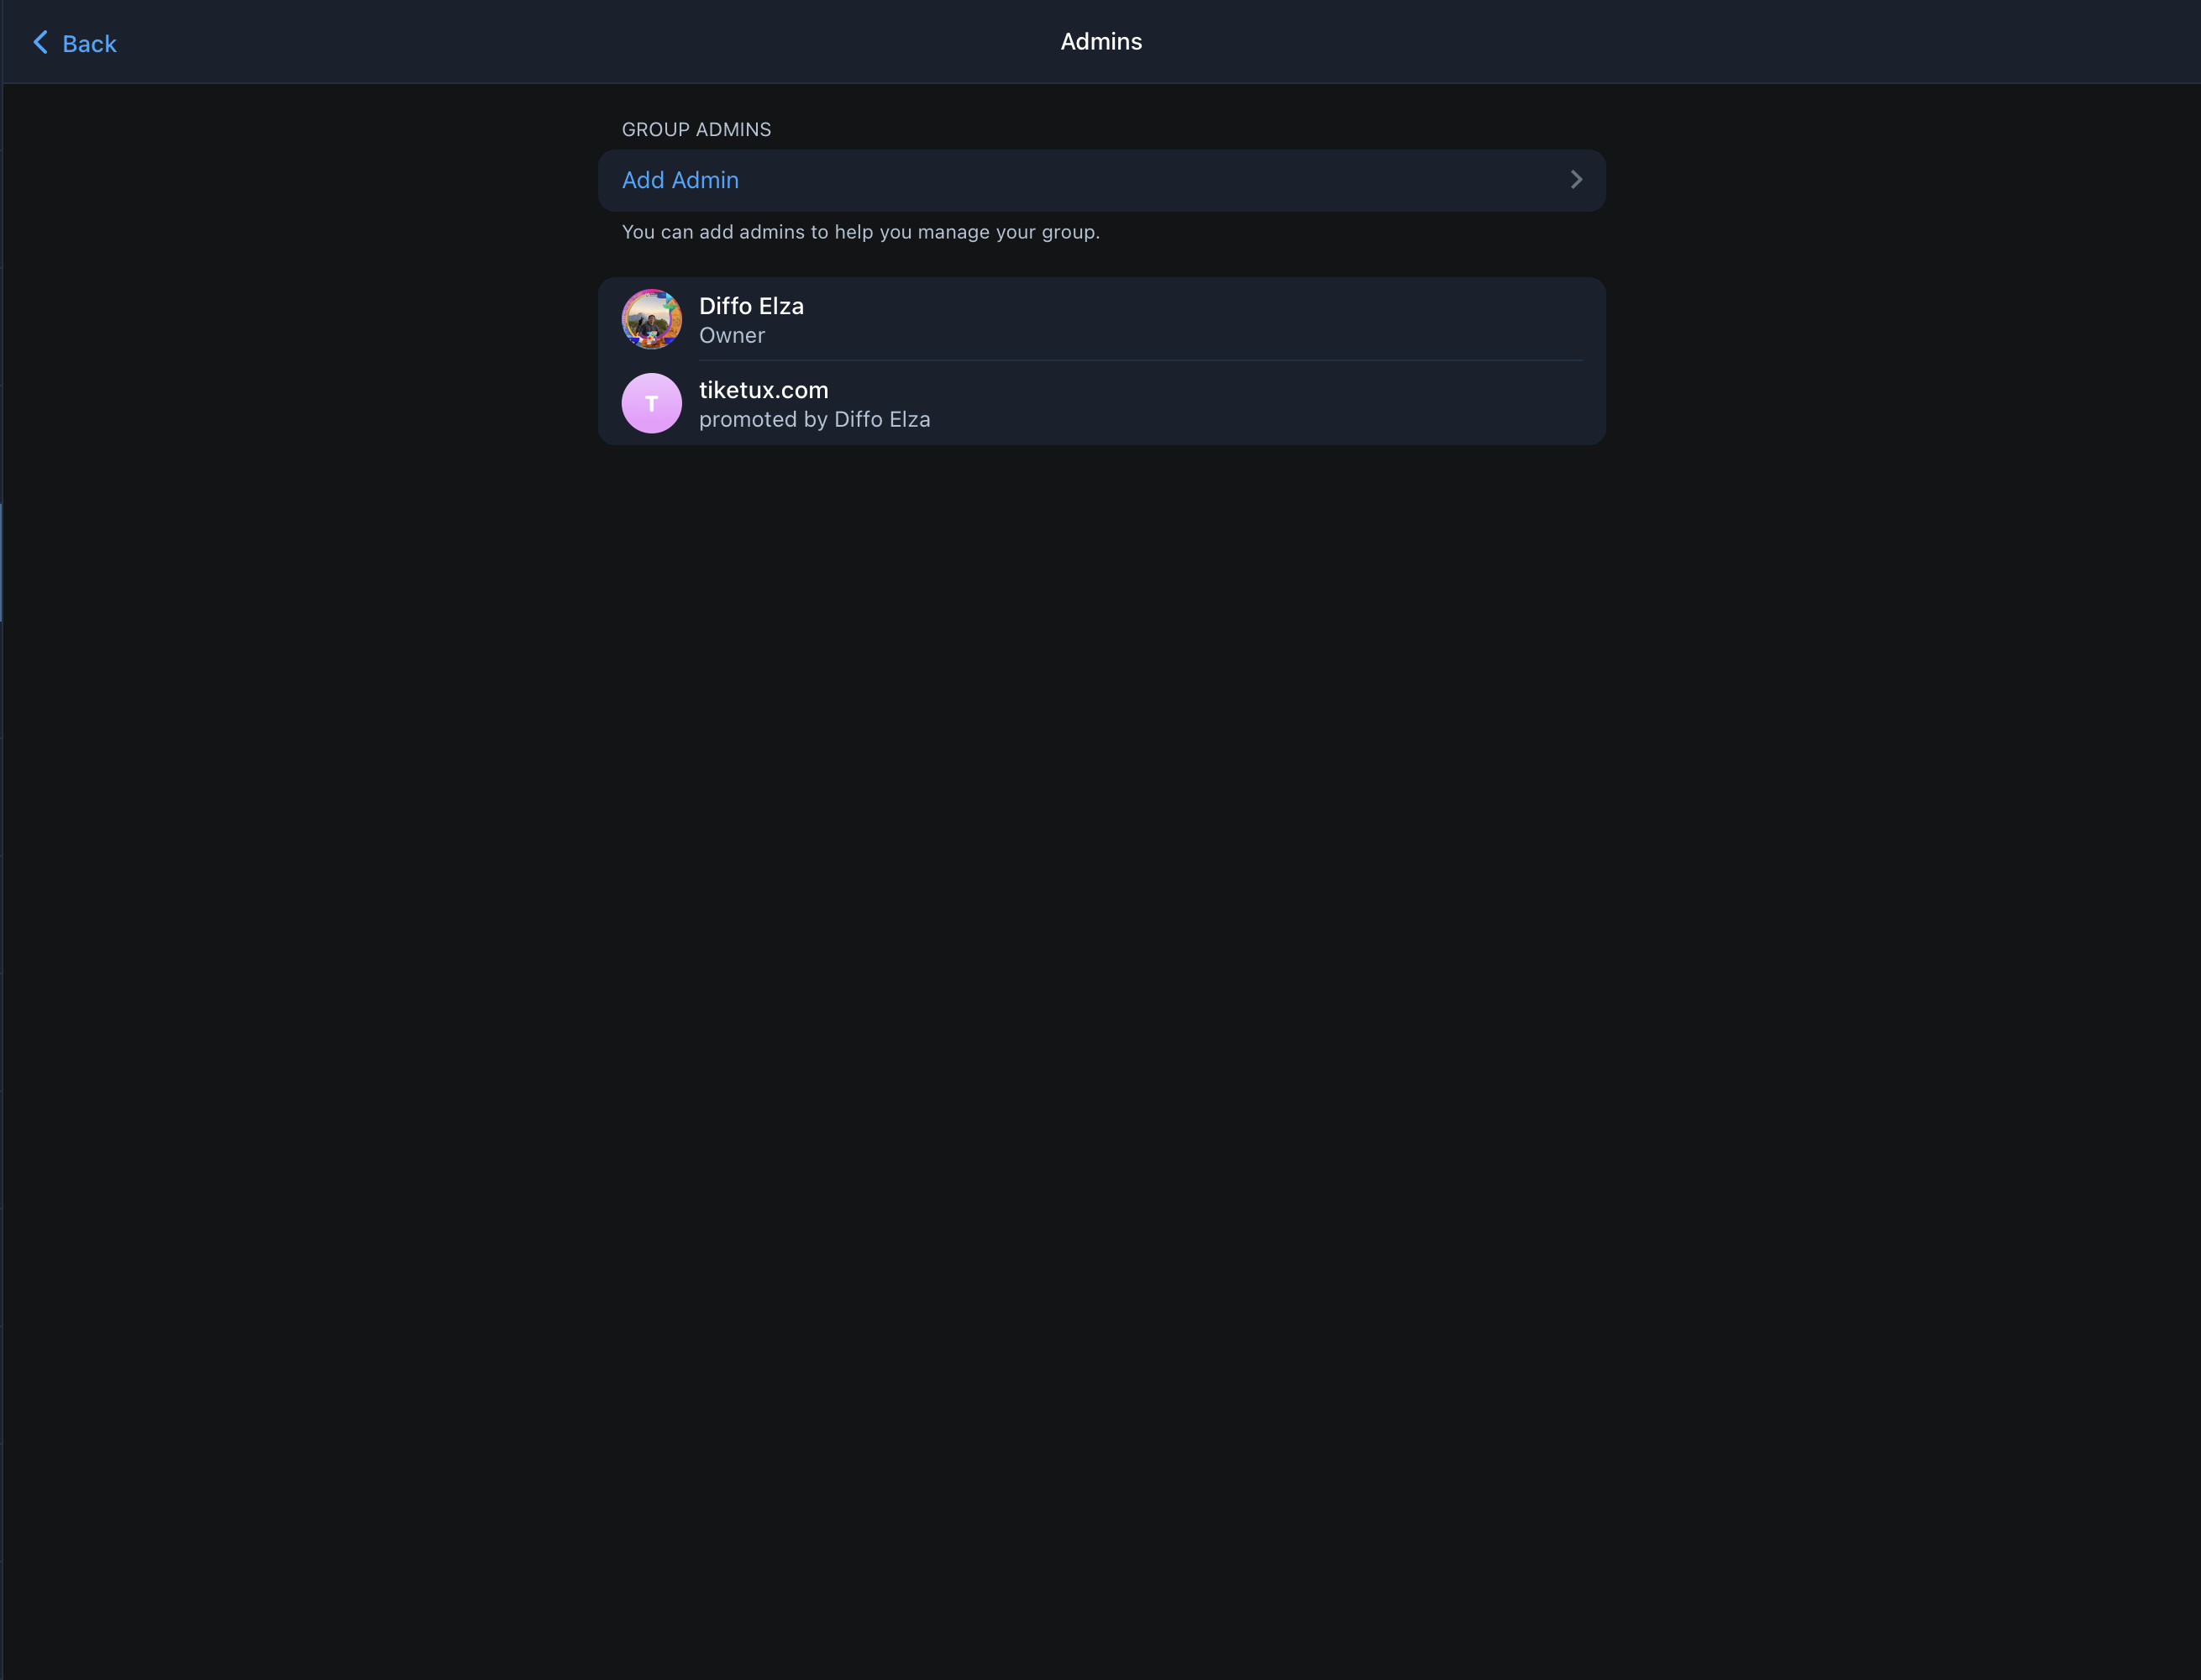 Back
Admins
GROUP ADMINS
Add Admin
You can add admins to help you manage your group.
Diffo Elza
Owner
T
tiketux.com
promoted by Diffo Elza